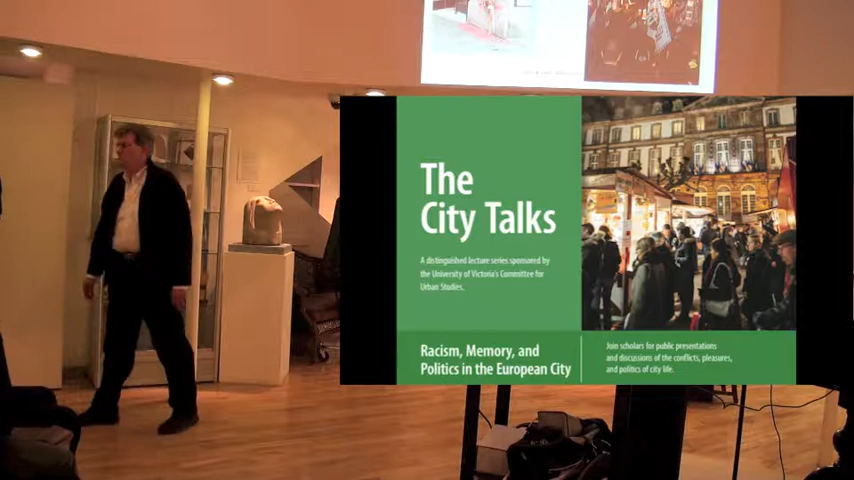 The
City Talks
A distinguished lecture series sponsored by
the University of Victoria's Committee for
Urban Studies.
Racism, Memory, and
Politics in the European City
Join scholars for public presentations
and discussions of the conflicts, pleasures,
and politics of city life.